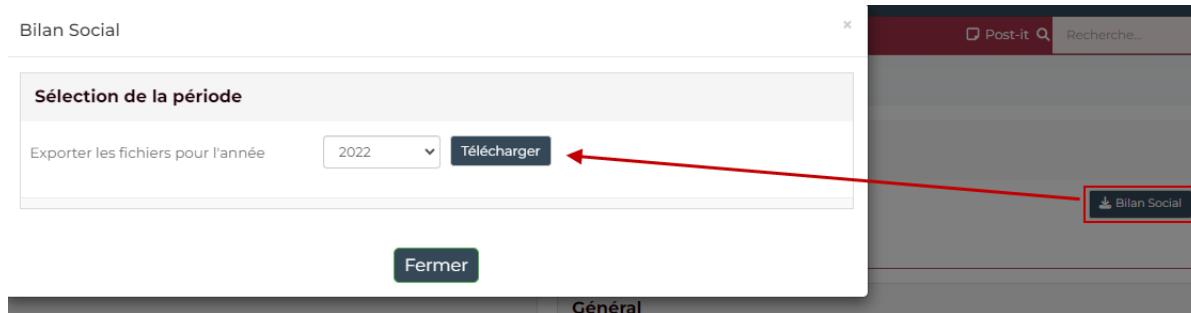 Bilan Social
×
Post-it
Recherche...
Sélection de la période
Exporter les fichiers pour l'année
2022
Télécharger
Bilan Social
Fermer
Général